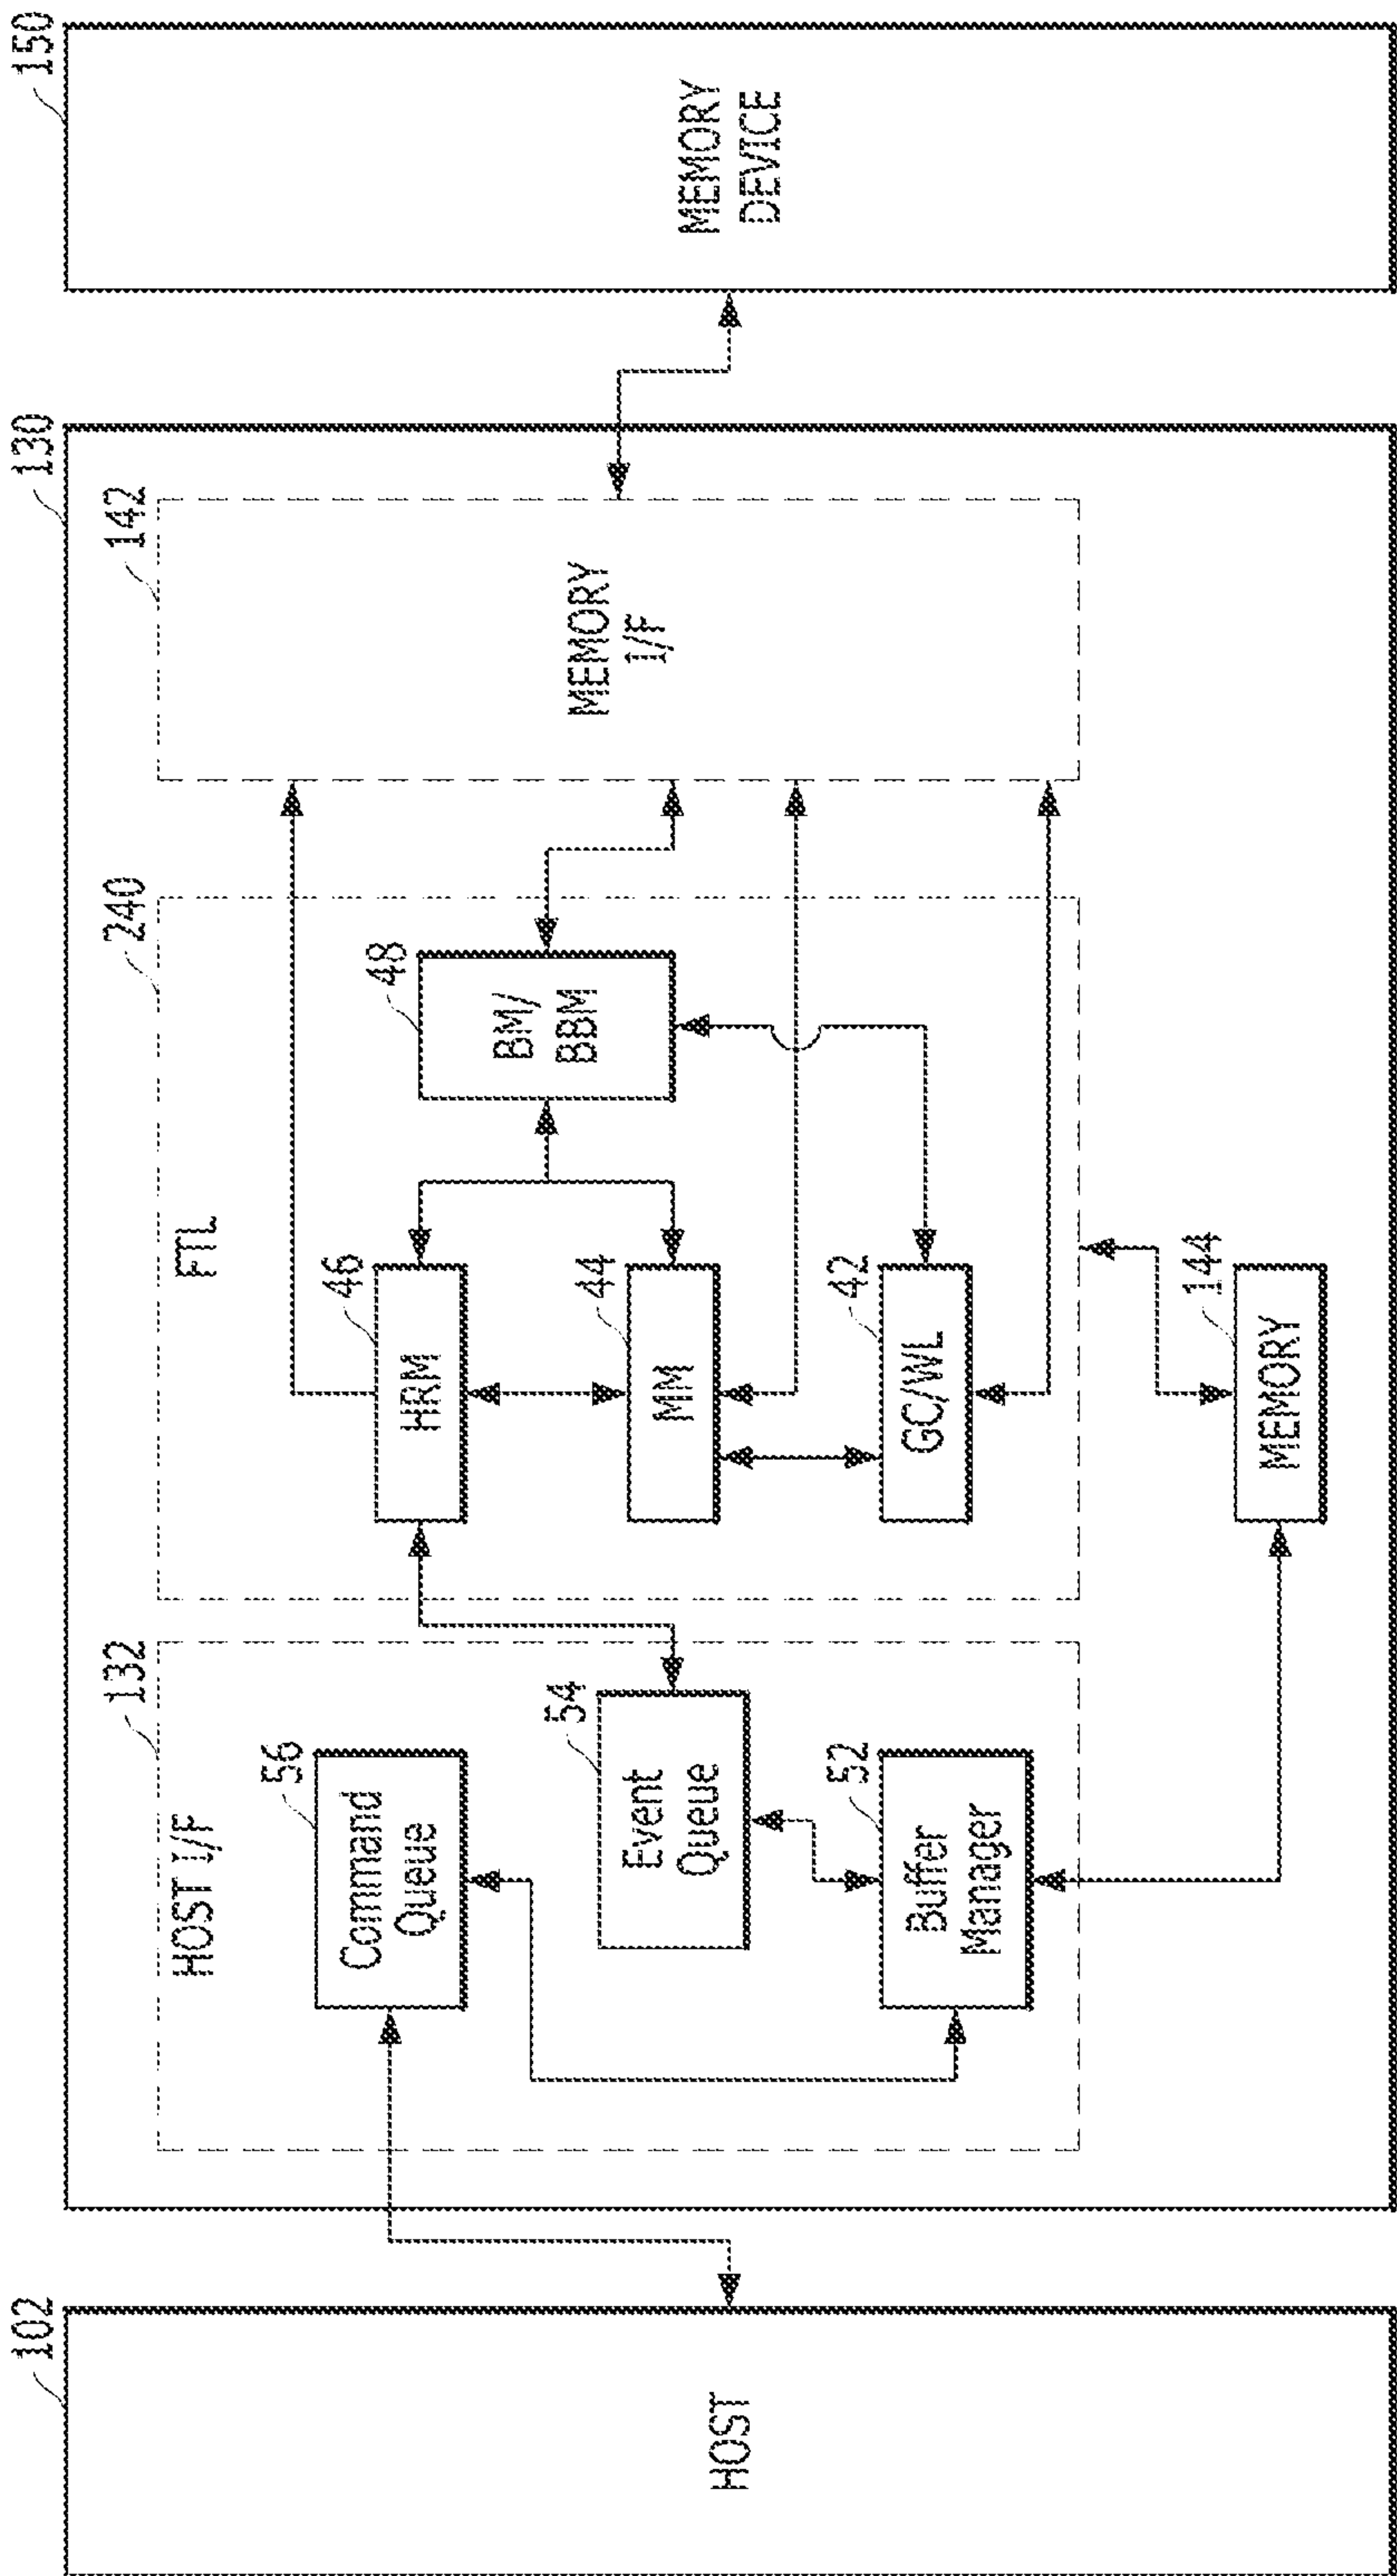 102
HOST
130
132
HOST I/F
56
Command
Queue
54
Event
Queue
52
Buffer
Manager
240
FTL
46
HRM
44
MM
42
GC/WL
48
BM/
BBM
144
MEMORY
142
MEMORY
I/F
150
MEMORY
DEVICE